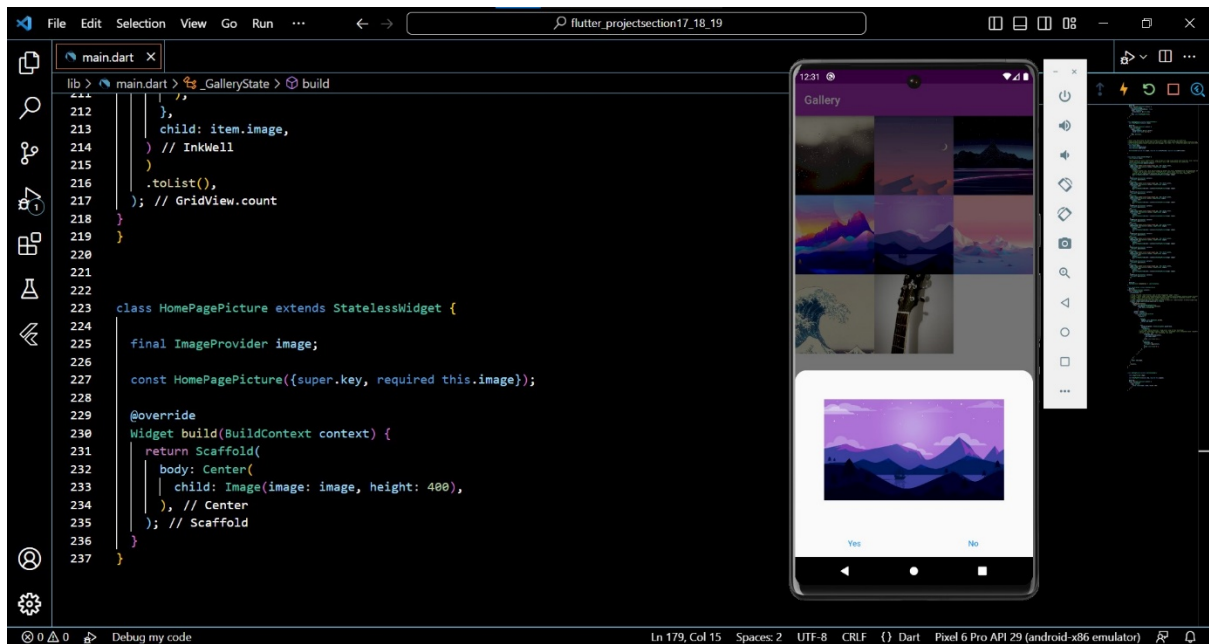 File Edit Selection View Go Run ... flutter_projectsection17_18_19
main.dart
lib > main.dart > _GalleryState > build
211 );
212 },
213 child: item.image,
214 ) // InkWell
215 )
216 .toList(),
217 ); // GridView.count
218 }
219 }
220
221
222
223 class HomePagePicture extends StatelessWidget {
224
225 final ImageProvider image;
226
227 const HomePagePicture({super.key, required this.image});
228
229 @override
230 Widget build(BuildContext context) {
231 return Scaffold(
232 body: Center(
233 child: Image(image: image, height: 400),
234 ), // Center
235 ); // Scaffold
236 }
237 }
1
12:31
Gallery
Yes No
0 0 Debug my code Ln 179, Col 15 Spaces: 2 UTF-8 CRLF {} Dart Pixel 6 Pro API 29 (android-x86 emulator)